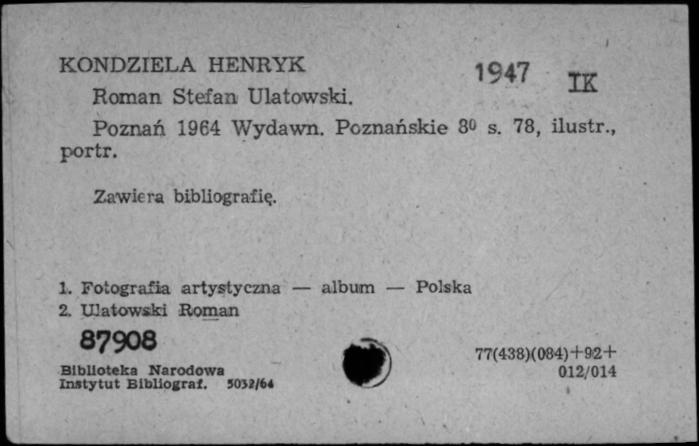 KONDZIELA HENRYK
1947 IK
Roman Stefan Ulatowski.
Poznań 1964 Wydawn. Poznańskie 8⁰ s. 78, ilustr.,
portr.
Zawiera bibliografię.
1. Fotografia artystyczna — album — Polska
2. Ulatowski Roman
87908
77(438)(084)+92+
012/014
Biblioteka Narodowa
Instytut Bibliograf. 5032/64